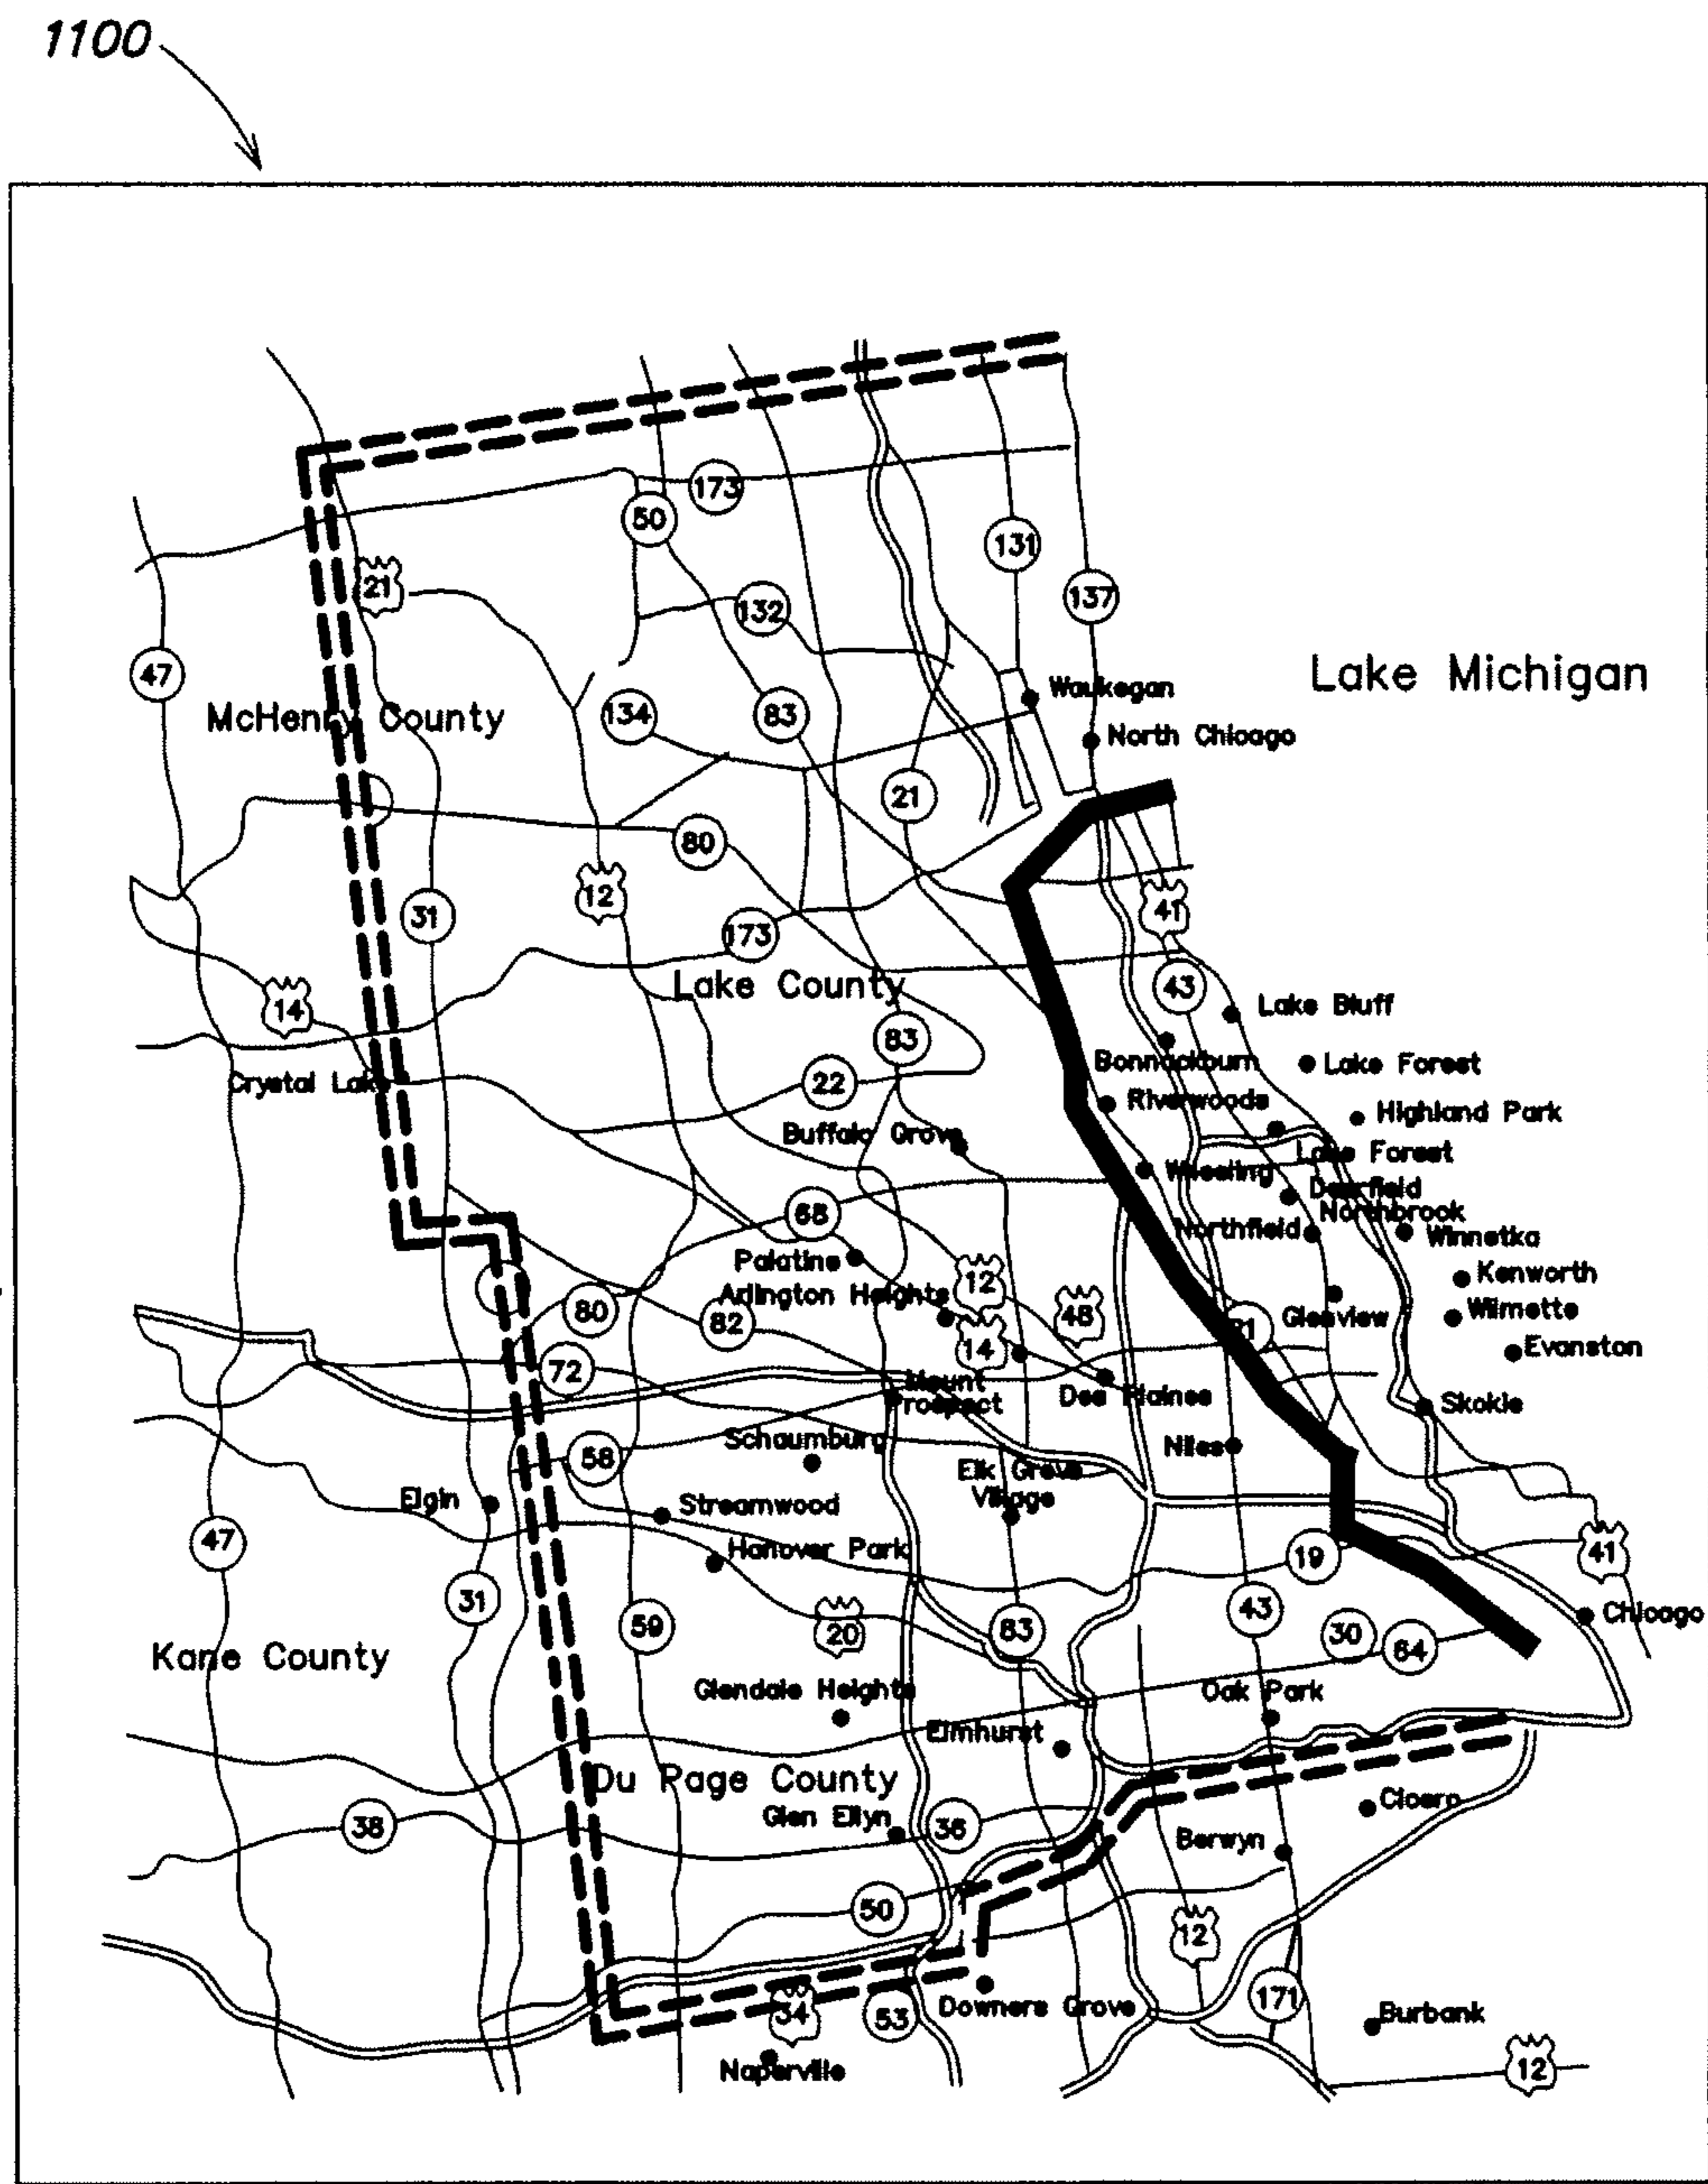 1100
173
50
131
21
137
132
47
Lake Michigan
Waukegan
McHenry County
134
83
North Chioago
21
80
12
31
41
173
Lake County
43
14
Lake Bluff
83
Bonnackburn
Lake Forest
Crystal Lake
22
Riverwoods
Highland Park
Buffalo Grove
Lake Forest
Wheeling
Deerfield
68
Northbrook
Northfield
Winnetka
Palatine
12
Kenworth
Arlington Heights
80
48
Wilmette
82
Glenview
14
Evanston
72
Mount
Prospect
Des Plaines
Skokie
Schaumburg
Niles
58
Elk Grove
Village
Elgin
Streamwood
47
Hanover Park
19
41
31
43
59
20
83
30
64
Chioago
Kane County
Glendale Heights
Oak Park
Elmhurst
Du Page County
Cicero
Glen Ellyn
38
36
Berwyn
50
12
171
34
53
Downers Grove
Burbank
Naperville
12